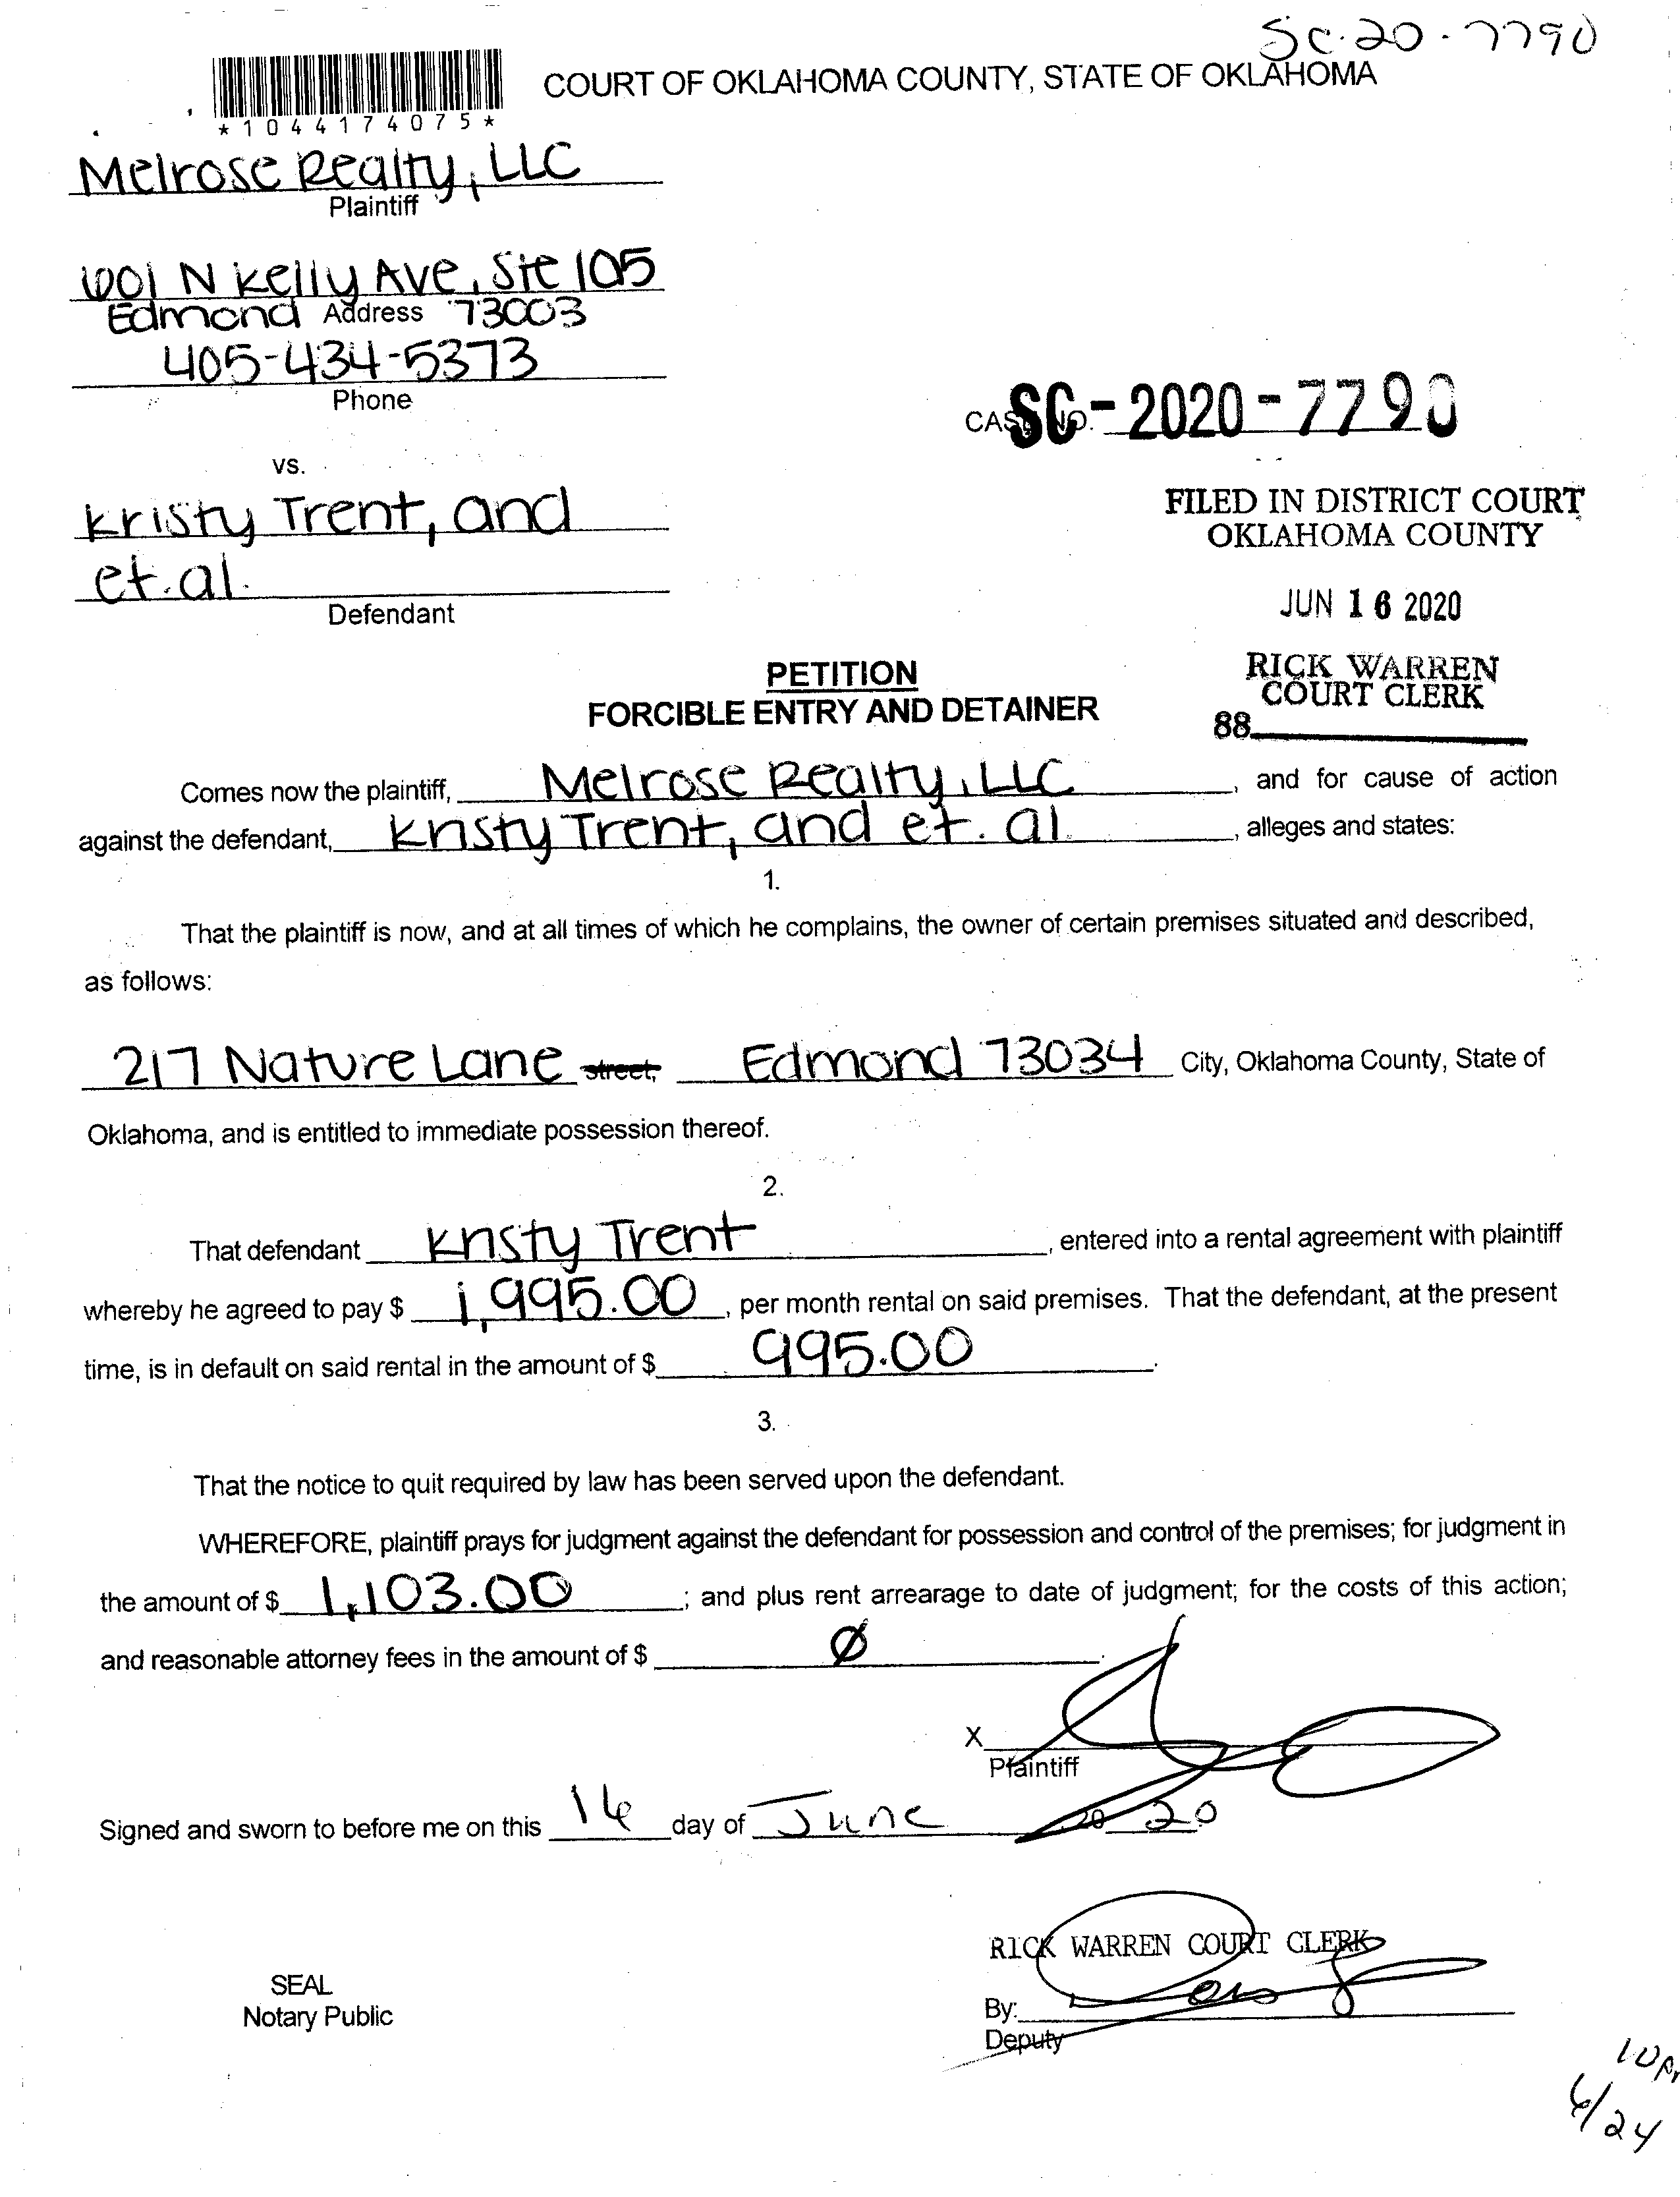 SC-20-7790
COURT OF OKLAHOMA COUNTY, STATE OF OKLAHOMA
*1044174075*
Melrose Realty, LLC
Plaintiff
1001 N Kelly Ave, Ste 105
Edmond Address 73003
405-434-5373
Phone
CASE NO. SC-2020-7790
vs.
Kristy Trent, and
et. al.
Defendant
FILED IN DISTRICT COURT
OKLAHOMA COUNTY
JUN 16 2020
RICK WARREN
COURT CLERK
88
PETITION
FORCIBLE ENTRY AND DETAINER
Comes now the plaintiff, Melrose Realty, LLC, and for cause of action
against the defendant, Kristy Trent, and et. al., alleges and states:
1.
That the plaintiff is now, and at all times of which he complains, the owner of certain premises situated and described,
as follows:
217 Nature Lane street, Edmond 73034 City, Oklahoma County, State of
Oklahoma, and is entitled to immediate possession thereof.
2.
That defendant Kristy Trent, entered into a rental agreement with plaintiff
whereby he agreed to pay $ 1,995.00, per month rental on said premises. That the defendant, at the present
time, is in default on said rental in the amount of $ 995.00.
3.
That the notice to quit required by law has been served upon the defendant.
WHEREFORE, plaintiff prays for judgment against the defendant for possession and control of the premises; for judgment in
the amount of $ 1,103.00; and plus rent arrearage to date of judgment; for the costs of this action;
and reasonable attorney fees in the amount of $ Ø.
X
Plaintiff
Signed and sworn to before me on this 16 day of June 20 20
RICK WARREN COURT CLERK
SEAL
Notary Public
By:
Deputy
6/24